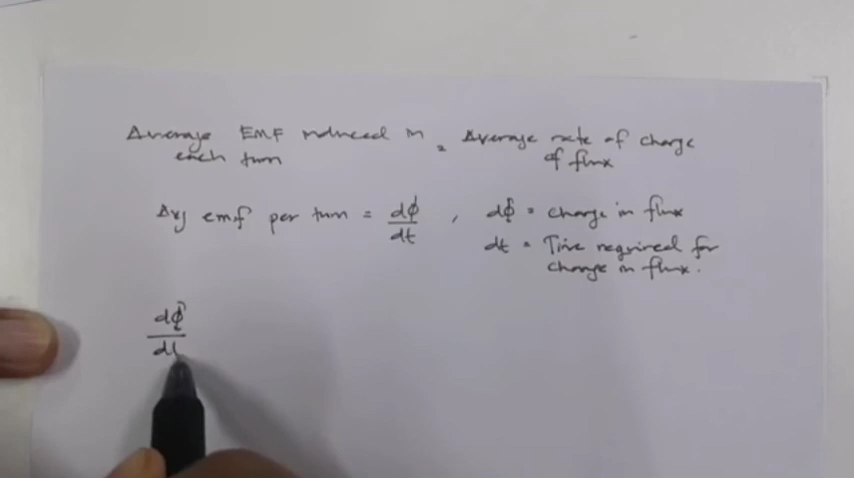 Average EMF induced in = Average rate of change
each turn of flux
Avg emf per turn = dϕ/dt , dϕ = change in flux
dt = Time required for
change in flux.
dϕ
dt